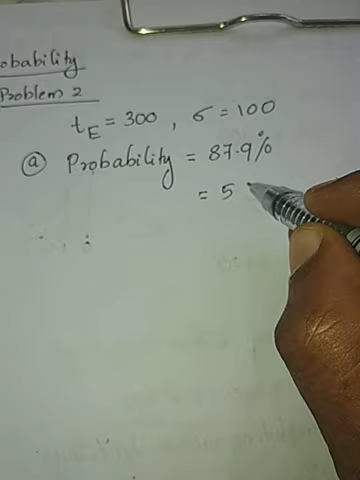 obability
Problem 2
tE = 300 , σ = 100
ⓐ Probability = 87.9%
= 5